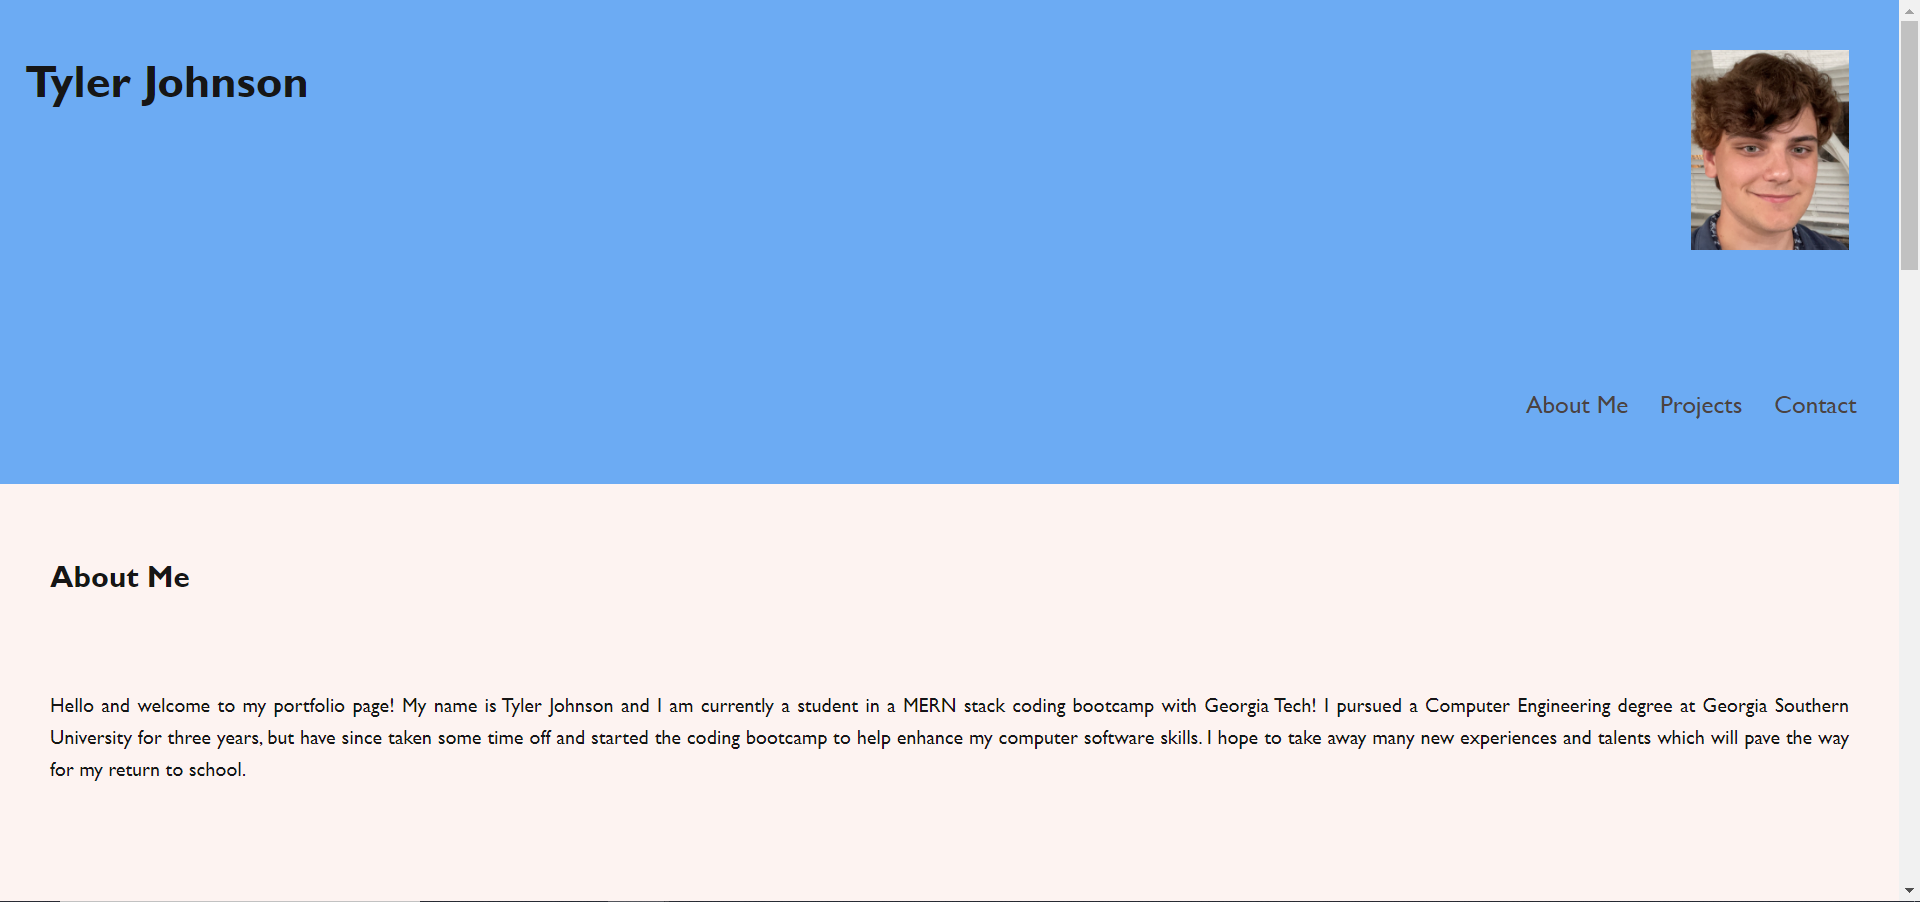 Tyler Johnson
About Me Projects Contact
About Me
Hello and welcome to my portfolio page! My name is Tyler Johnson and I am currently a student in a MERN stack coding bootcamp with Georgia Tech! I pursued a Computer Engineering degree at Georgia Southern
University for three years, but have since taken some time off and started the coding bootcamp to help enhance my computer software skills. I hope to take away many new experiences and talents which will pave the way
for my return to school.